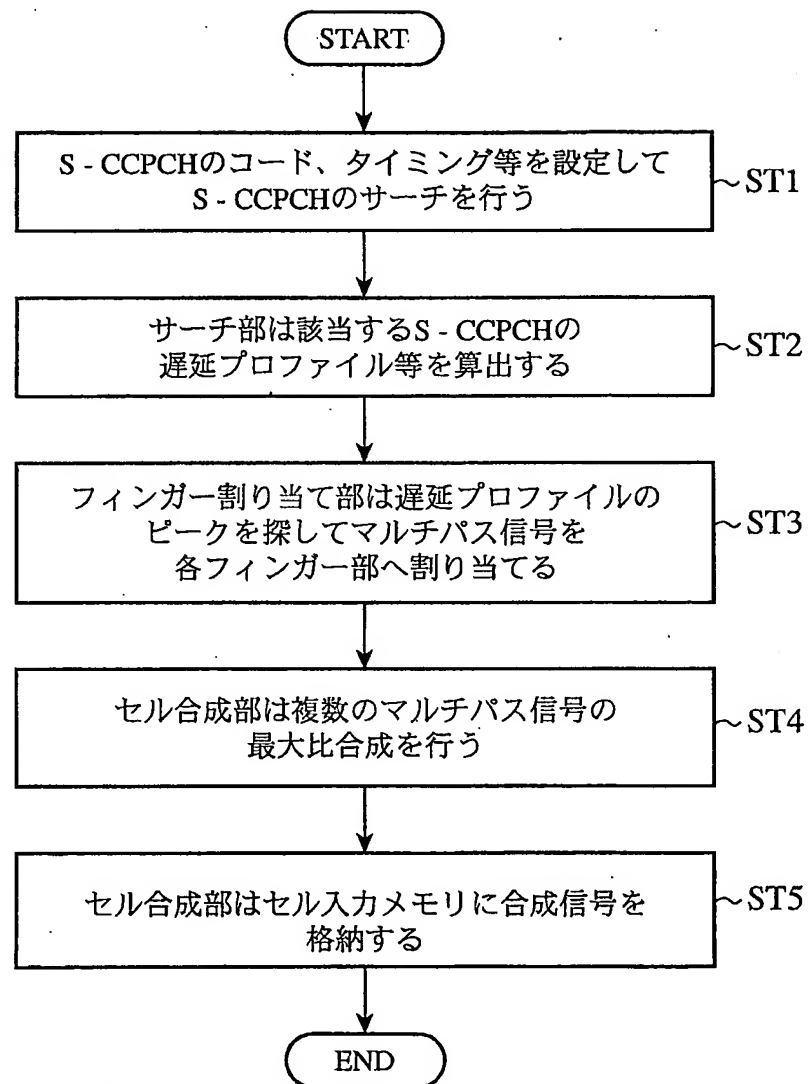 START
S - CCPCHのコード、タイミング等を設定して
S - CCPCHのサーチを行う
～ST1
サーチ部は該当するS - CCPCHの
遅延プロファイル等を算出する
～ST2
フィンガー割り当て部は遅延プロファイルの
ピークを探してマルチパス信号を
各フィンガー部へ割り当てる
～ST3
セル合成部は複数のマルチパス信号の
最大比合成を行う
～ST4
セル合成部はセル入力メモリに合成信号を
格納する
～ST5
END